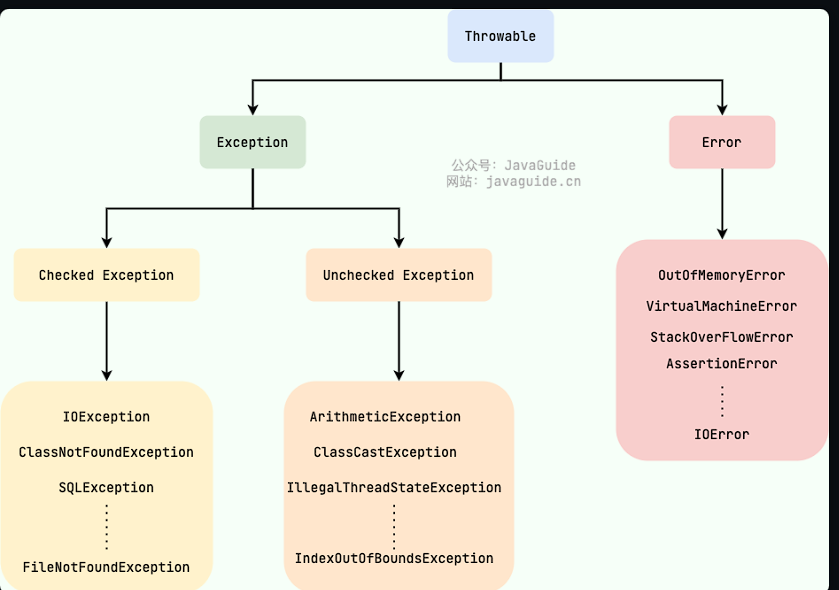 Throwable
Exception
Error
公众号：JavaGuide
网站：javaguide.cn
Checked Exception
Unchecked Exception
OutOfMemoryError
VirtualMachineError
StackOverFlowError
AssertionError
IOError
IOException
ClassNotFoundException
SQLException
FileNotFoundException
ArithmeticException
ClassCastException
IllegalThreadStateException
IndexOutOfBoundsException